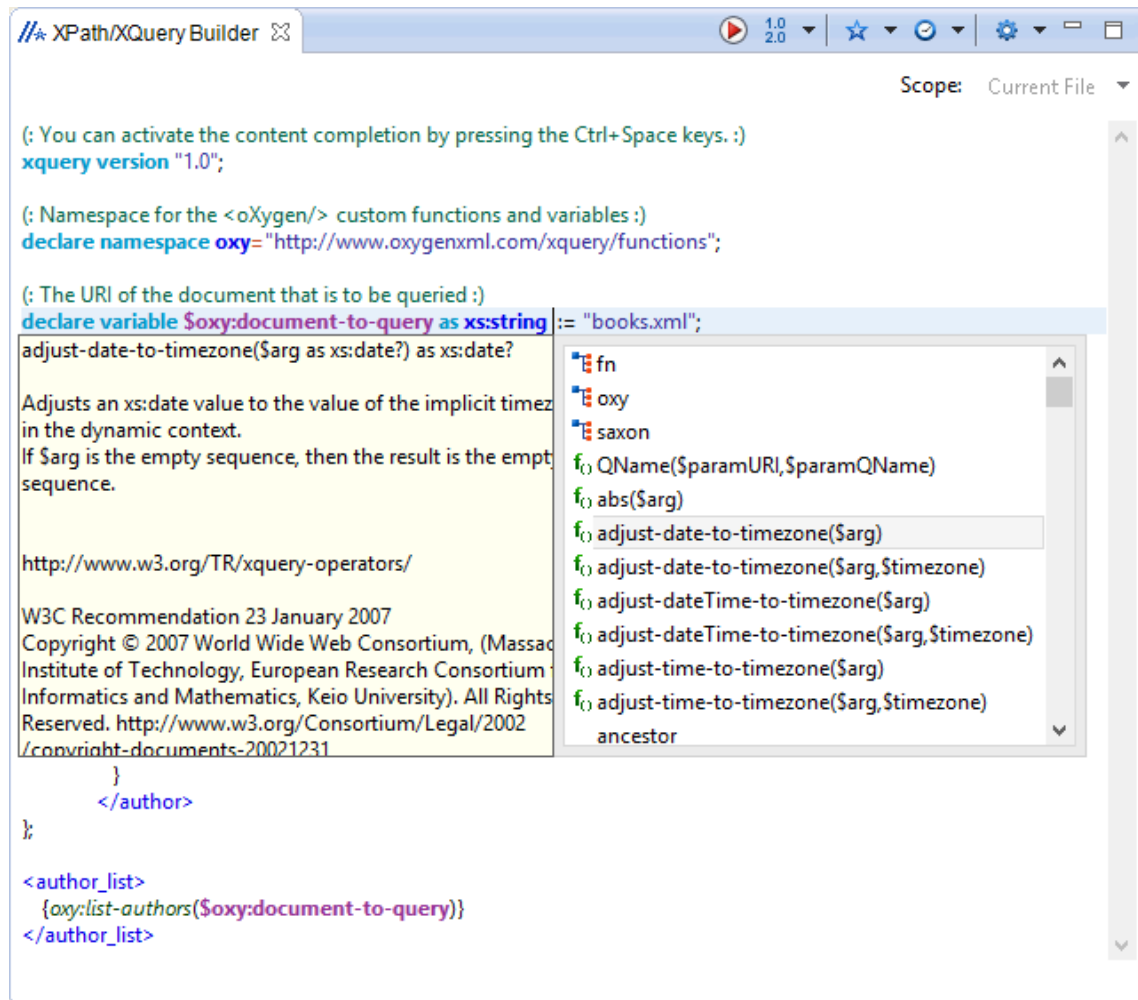 XPath/XQuery Builder
1.0
2.0
Scope: Current File
(: You can activate the content completion by pressing the Ctrl+Space keys. :)
xquery version "1.0";
(: Namespace for the <oXygen/> custom functions and variables :)
declare namespace oxy="http://www.oxygenxml.com/xquery/functions";
(: The URI of the document that is to be queried :)
declare variable $oxy:document-to-query as xs:string := "books.xml";
adjust-date-to-timezone($arg as xs:date?) as xs:date?
Adjusts an xs:date value to the value of the implicit timez
in the dynamic context.
If $arg is the empty sequence, then the result is the empt
sequence.
http://www.w3.org/TR/xquery-operators/
W3C Recommendation 23 January 2007
Copyright © 2007 World Wide Web Consortium, (Massac
Institute of Technology, European Research Consortium
Informatics and Mathematics, Keio University). All Rights
Reserved. http://www.w3.org/Consortium/Legal/2002
/copyright-documents-20021231
fn
oxy
saxon
f() QName($paramURI,$paramQName)
f() abs($arg)
f() adjust-date-to-timezone($arg)
f() adjust-date-to-timezone($arg,$timezone)
f() adjust-dateTime-to-timezone($arg)
f() adjust-dateTime-to-timezone($arg,$timezone)
f() adjust-time-to-timezone($arg)
f() adjust-time-to-timezone($arg,$timezone)
ancestor
}
</author>
};
<author_list>
{oxy:list-authors($oxy:document-to-query)}
</author_list>